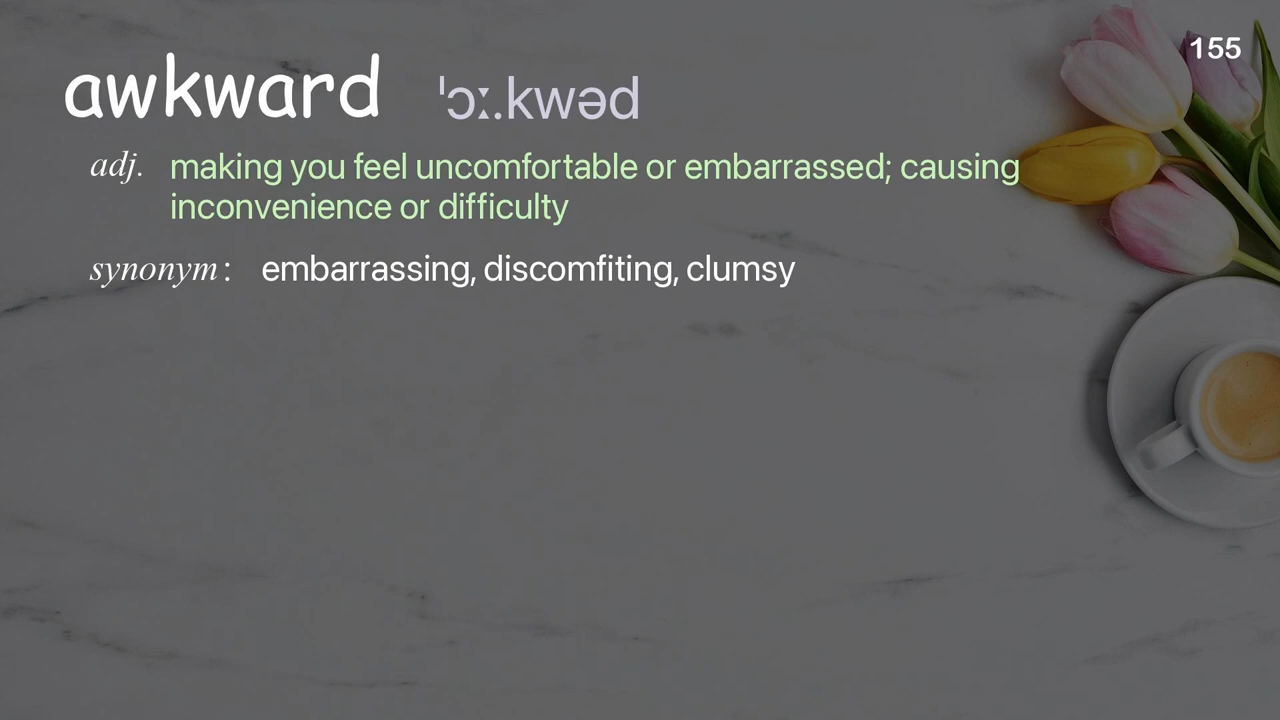 155
awkward ˈɔː.kwəd
adj. making you feel uncomfortable or embarrassed; causing
inconvenience or difficulty
synonym: embarrassing, discomfiting, clumsy